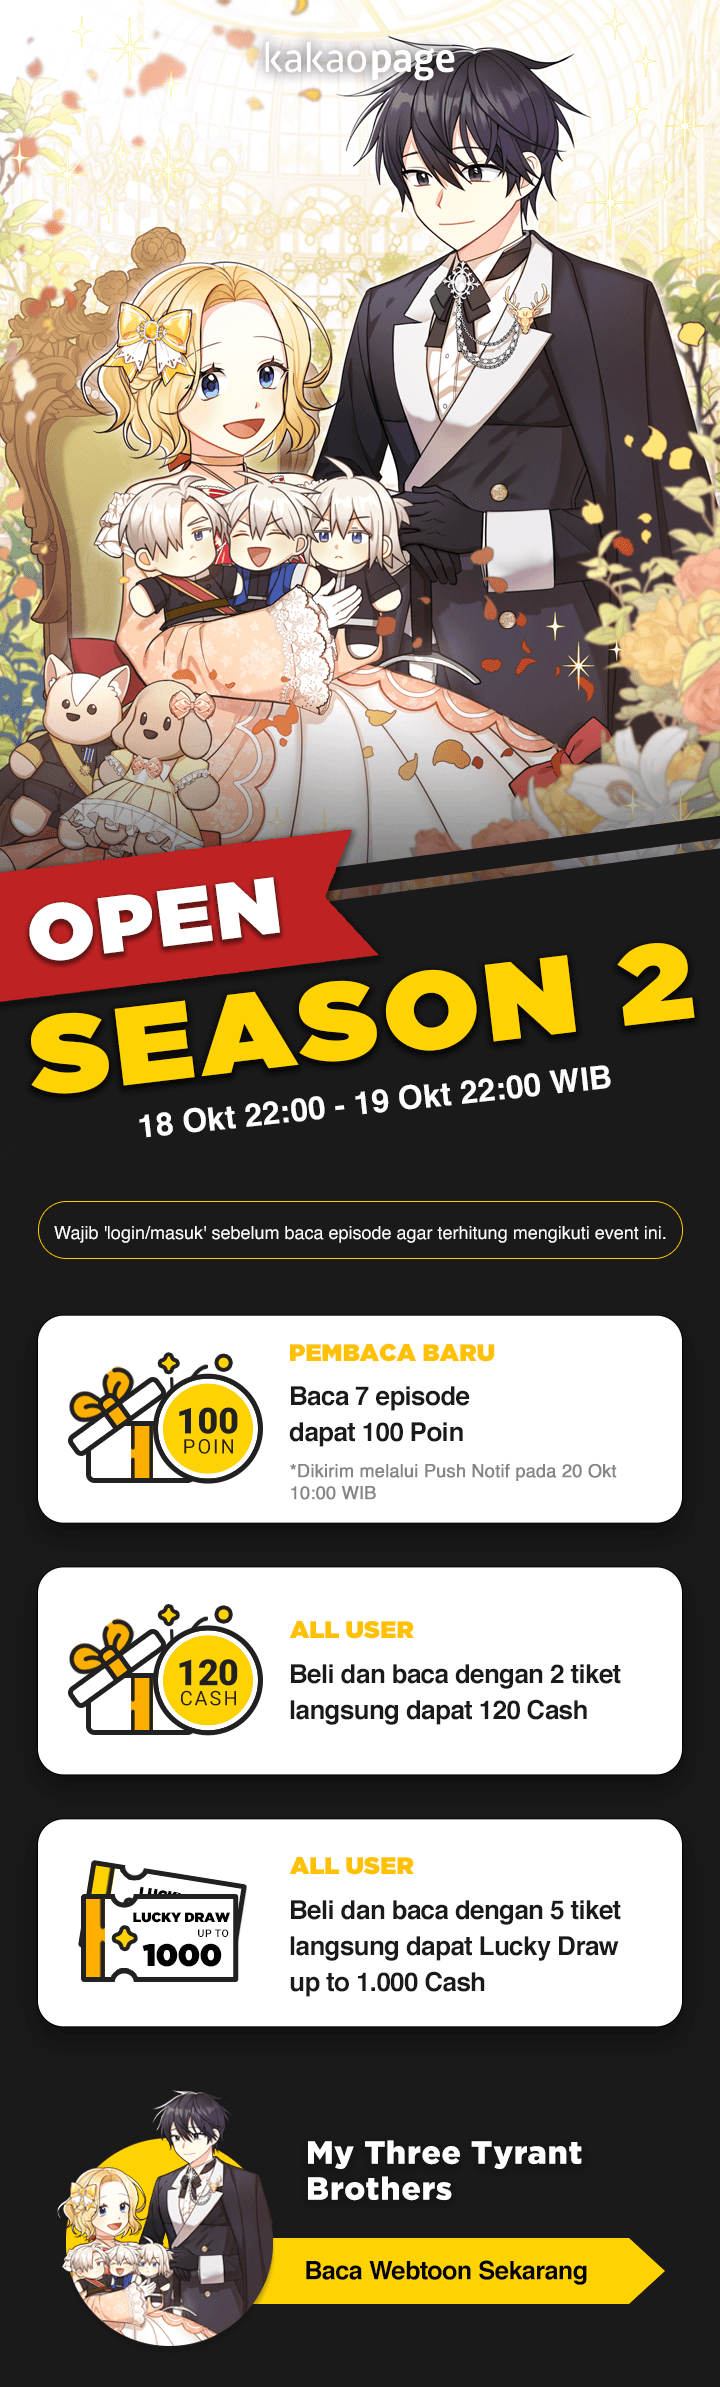 kakaopage
OPEN
SEASON 2
18 Okt 22:00 - 19 Okt 22:00 WIB
Wajib 'login/masuk' sebelum baca episode agar terhitung mengikuti event ini.
100
POIN
PEMBACA BARU
Baca 7 episode
dapat 100 Poin
*Dikirim melalui Push Notif pada 20 Okt
10:00 WIB
120
CASH
ALL USER
Beli dan baca dengan 2 tiket
langsung dapat 120 Cash
LUCKY DRAW
UP TO
1000
ALL USER
Beli dan baca dengan 5 tiket
langsung dapat Lucky Draw
up to 1.000 Cash
My Three Tyrant
Brothers
Baca Webtoon Sekarang